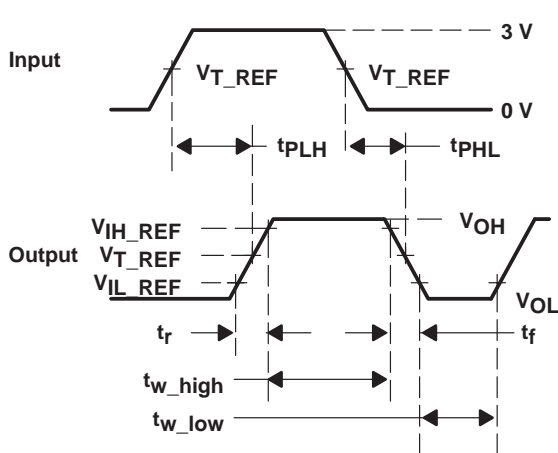 3 V
Input
VT_REF VT_REF
0 V
tPLH tPHL
VIH_REF VOH
Output VT_REF
VIL_REF VOL
tr tf
tw_high
tw_low